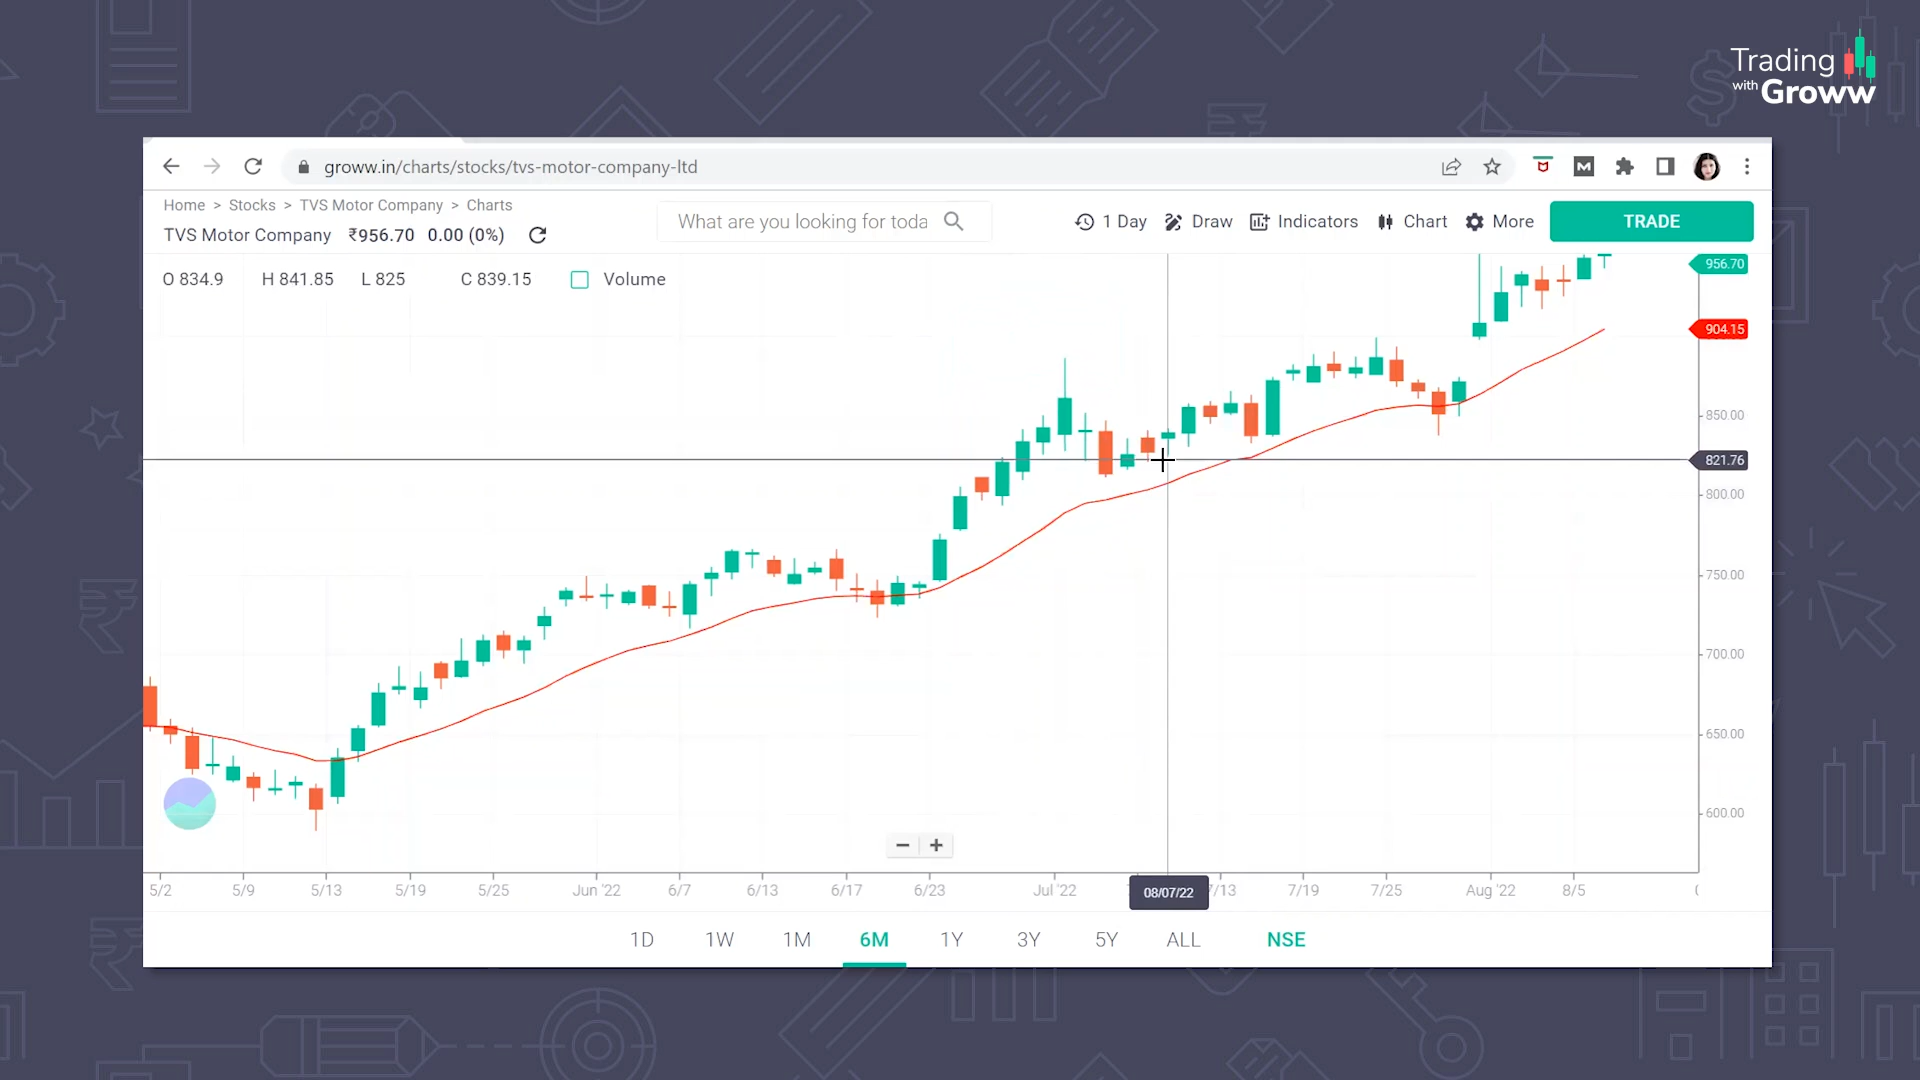 Trading
with Groww
groww.in/charts/stocks/tvs-motor-company-ltd
Home > Stocks > TVS Motor Company > Charts
TVS Motor Company ₹956.70 0.00 (0%)
What are you looking for toda
1 Day Draw Indicators Chart More TRADE
O 834.9 H 841.85 L 825 C 839.15 Volume
956.70
904.15
850.00
821.76
800.00
750.00
700.00
650.00
600.00
− +
5/2 5/9 5/13 5/19 5/25 Jun '22 6/7 6/13 6/17 6/23 Jul '22 08/07/22 7/13 7/19 7/25 Aug '22 8/5
1D 1W 1M 6M 1Y 3Y 5Y ALL NSE